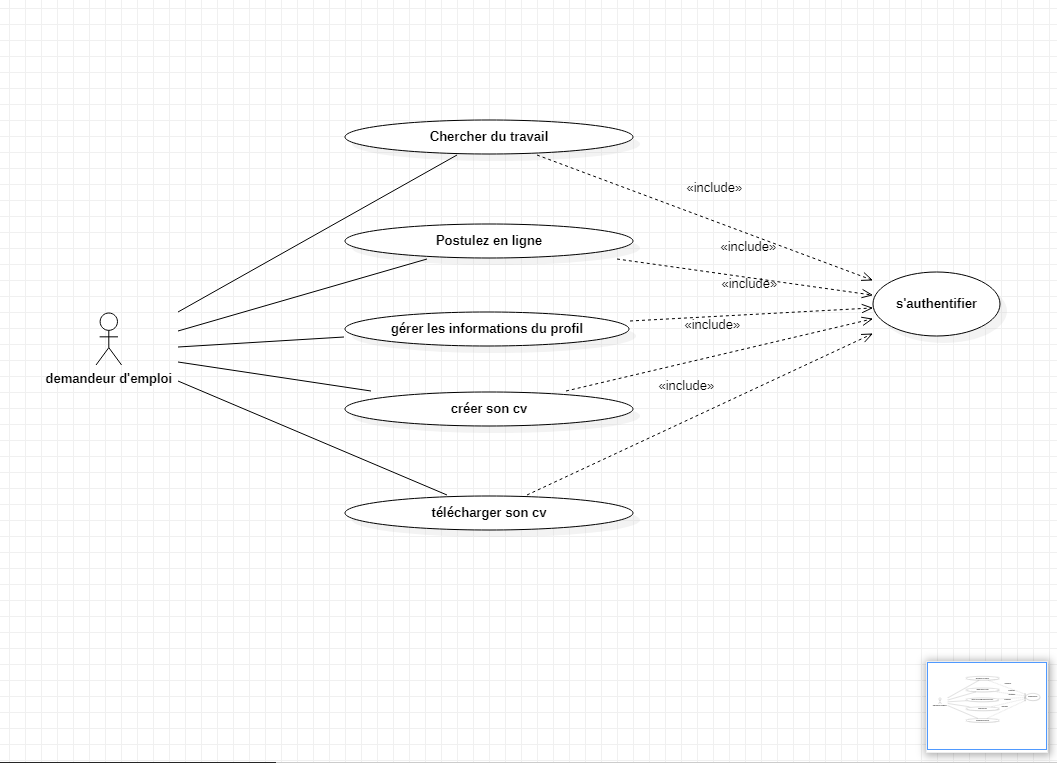 Chercher du travail
«include»
Postulez en ligne
«include»
«include»
s'authentifier
gérer les informations du profil
«include»
demandeur d'emploi
«include»
créer son cv
télécharger son cv